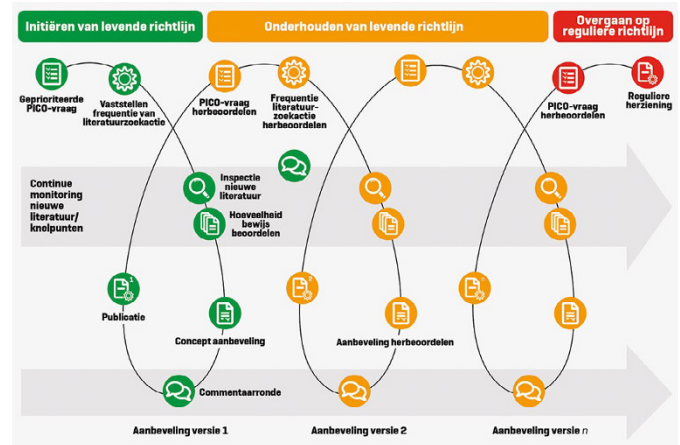 Initiëren van levende richtlijn
Onderhouden van levende richtlijn
Overgaan op
reguliere richtlijn
Geprioriteerde
PICO-vraag
Vaststellen
frequentie van
literatuurzoekactie
PICO-vraag
herbeoordelen
Frequentie
literatuur-
zoekactie
herbeoordelen
PICO-vraag
herbeoordelen
Reguliere
herziening
Continue
monitoring
nieuwe
literatuur/
knelpunten
Inspectie
nieuwe
literatuur
Hoeveelheid
bewijs
beoordelen
1
2
n
Publicatie
Concept aanbeveling
Aanbeveling herbeoordelen
Commentaarronde
Aanbeveling versie 1
Aanbeveling versie 2
Aanbeveling versie n